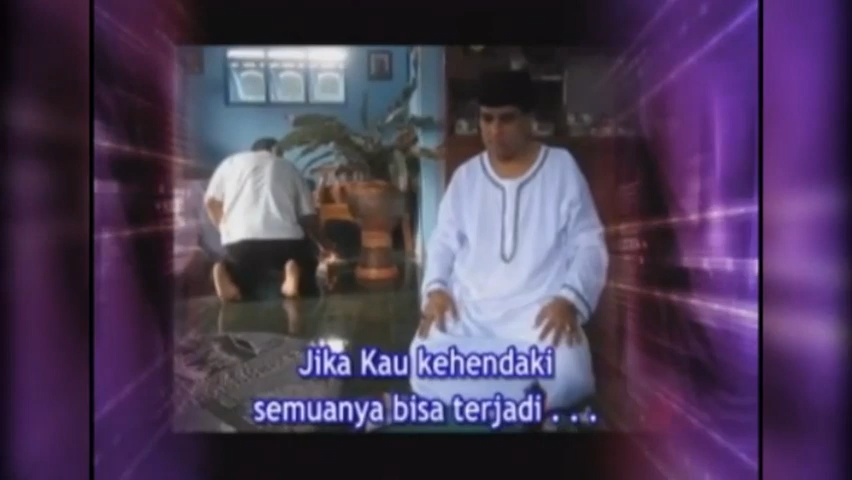 Jika Kau kehendaki
semuanya bisa terjadi . . .